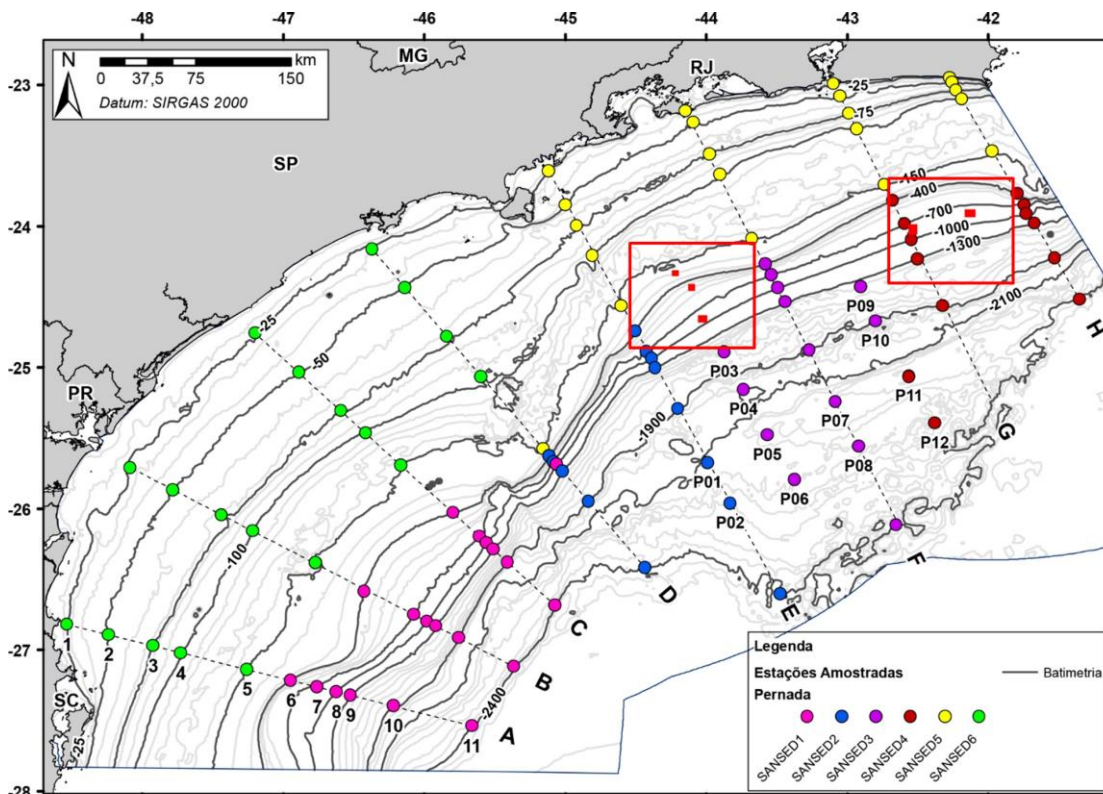 -48 -47 -46 -45 -44 -43 -42
N
km
0 37,5 75 150
Datum: SIRGAS 2000
MG
RJ
-23
-25
-75
SP
-150
-400
-24
-700
-1000
-1300
-25
-2100
P09
H
P10
-50
P03
-25
PR
P04
P11
-1900
P07
P12
G
P05
P08
P01
P06
-26
P02
F
-100
D
E
C
1
2
3
4
-27
5
B
6
7
8
9
SC
10
-2400
A
11
-25
-28
Legenda
Estações Amostradas
Batimetria
Pernada
SANSED1
SANSED2
SANSED3
SANSED4
SANSED5
SANSED6